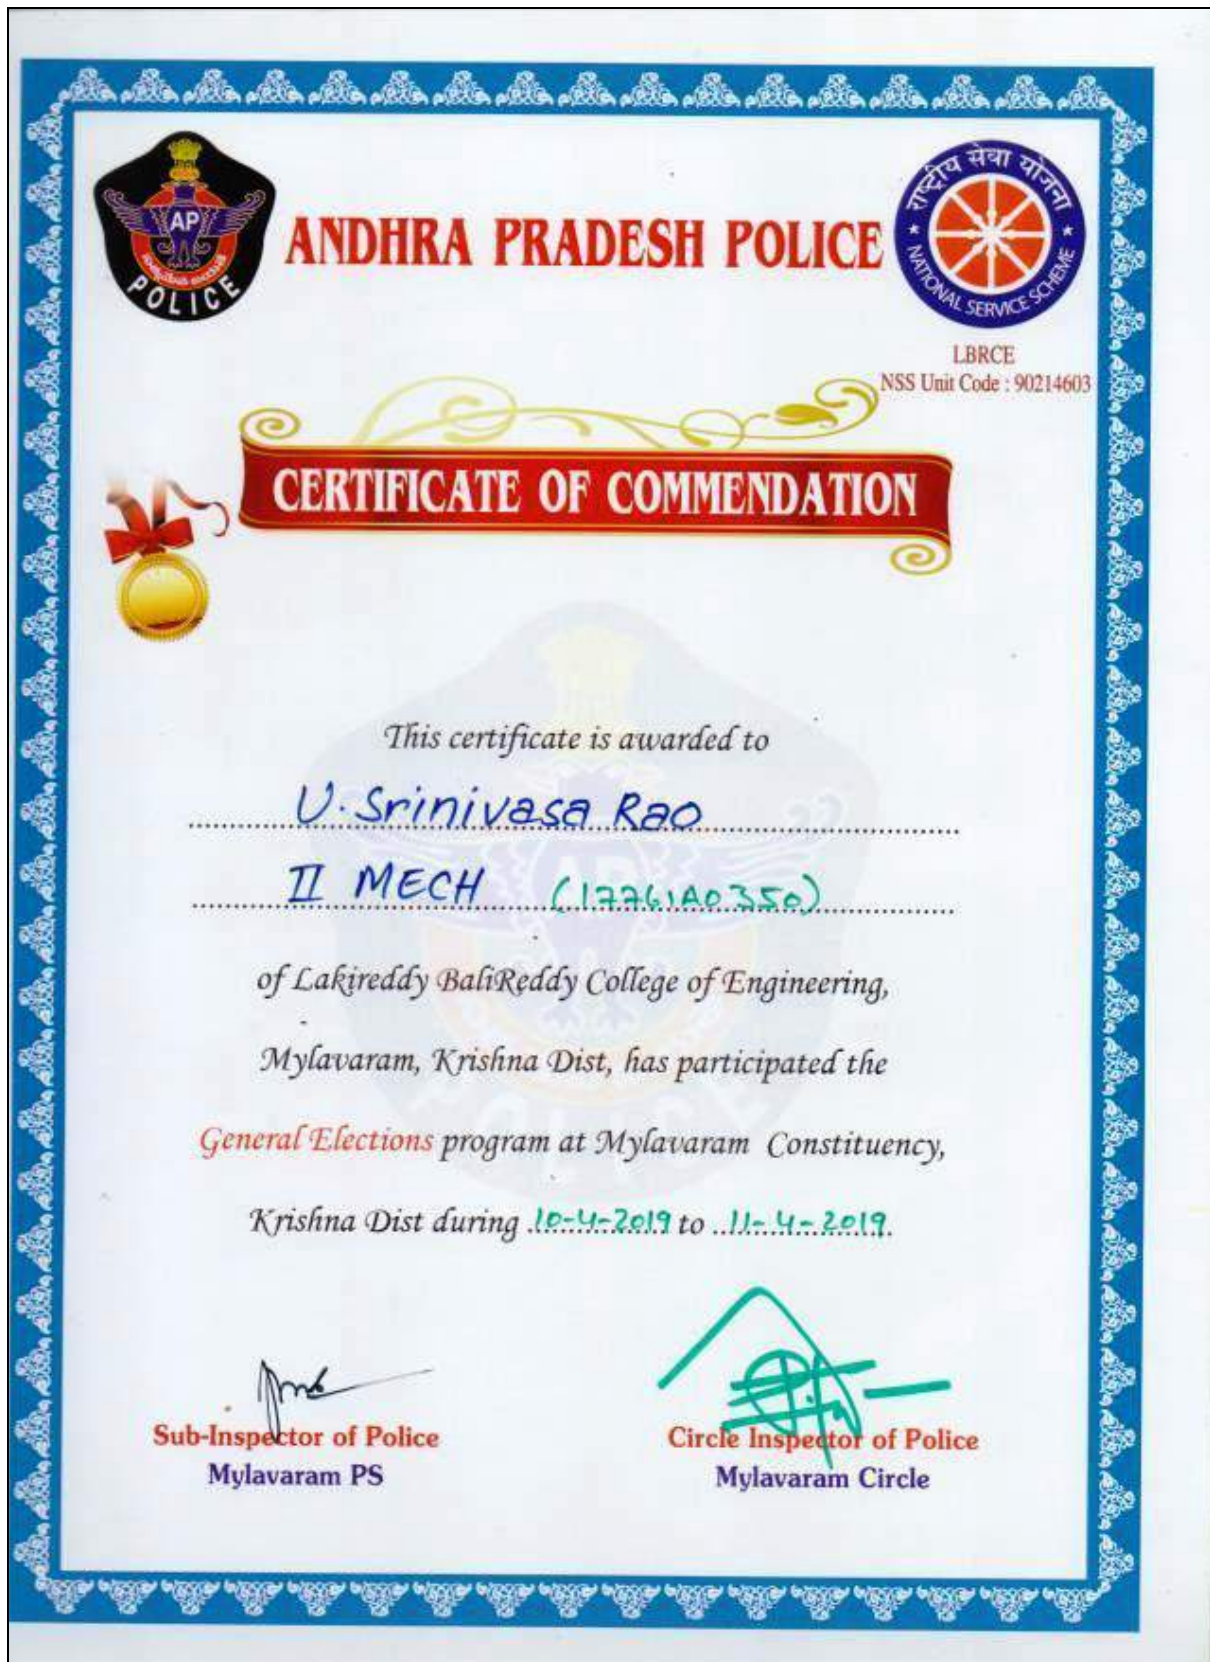 AP
POLICE
ANDHRA PRADESH POLICE
राष्ट्रीय सेवा योजना
NATIONAL SERVICE SCHEME
LBRCE
NSS Unit Code : 90214603
CERTIFICATE OF COMMENDATION
This certificate is awarded to
U. Srinivasa Rao
II MECH (17761A0350)
of Lakireddy BaliReddy College of Engineering,
Mylavaram, Krishna Dist, has participated the
General Elections program at Mylavaram Constituency,
Krishna Dist during 10-4-2019 to 11-4-2019
Sub-Inspector of Police
Mylavaram PS
Circle Inspector of Police
Mylavaram Circle